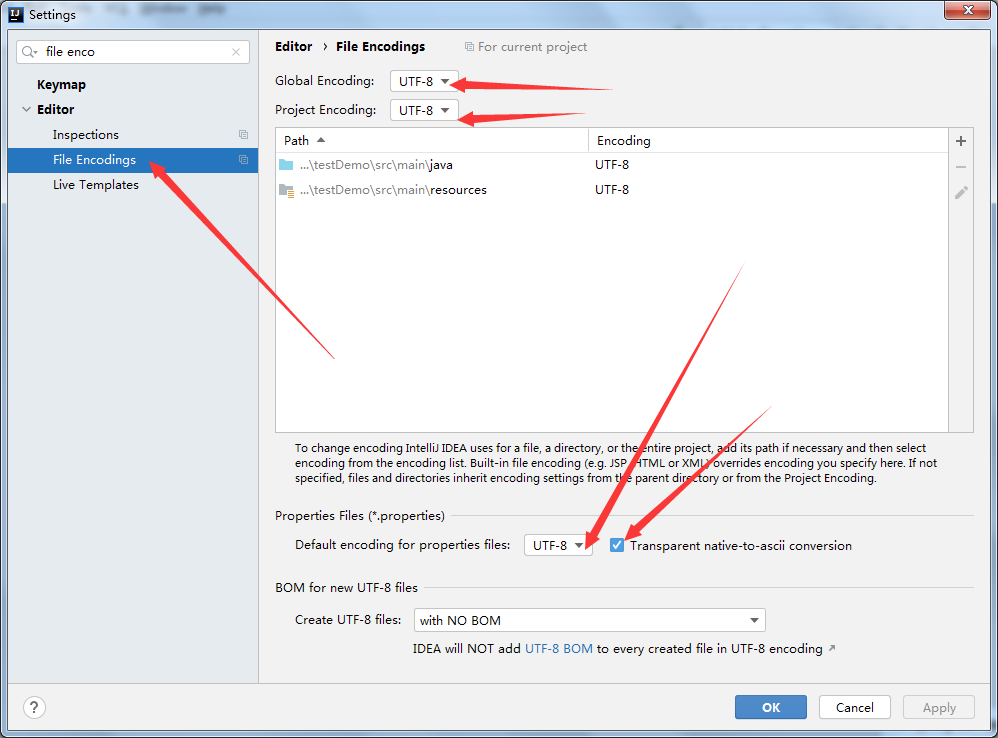 Settings
file enco
Keymap
Editor
Inspections
File Encodings
Live Templates
Editor › File Encodings For current project
Global Encoding: UTF-8
Project Encoding: UTF-8
Path Encoding
...\testDemo\src\main\java UTF-8
...\testDemo\src\main\resources UTF-8
To change encoding IntelliJ IDEA uses for a file, a directory, or the entire project, add its path if necessary and then select
encoding from the encoding list. Built-in file encoding (e.g. JSP, HTML or XML) overrides encoding you specify here. If not
specified, files and directories inherit encoding settings from the parent directory or from the Project Encoding.
Properties Files (*.properties)
Default encoding for properties files: UTF-8 Transparent native-to-ascii conversion
BOM for new UTF-8 files
Create UTF-8 files: with NO BOM
IDEA will NOT add UTF-8 BOM to every created file in UTF-8 encoding ↗
? OK Cancel Apply